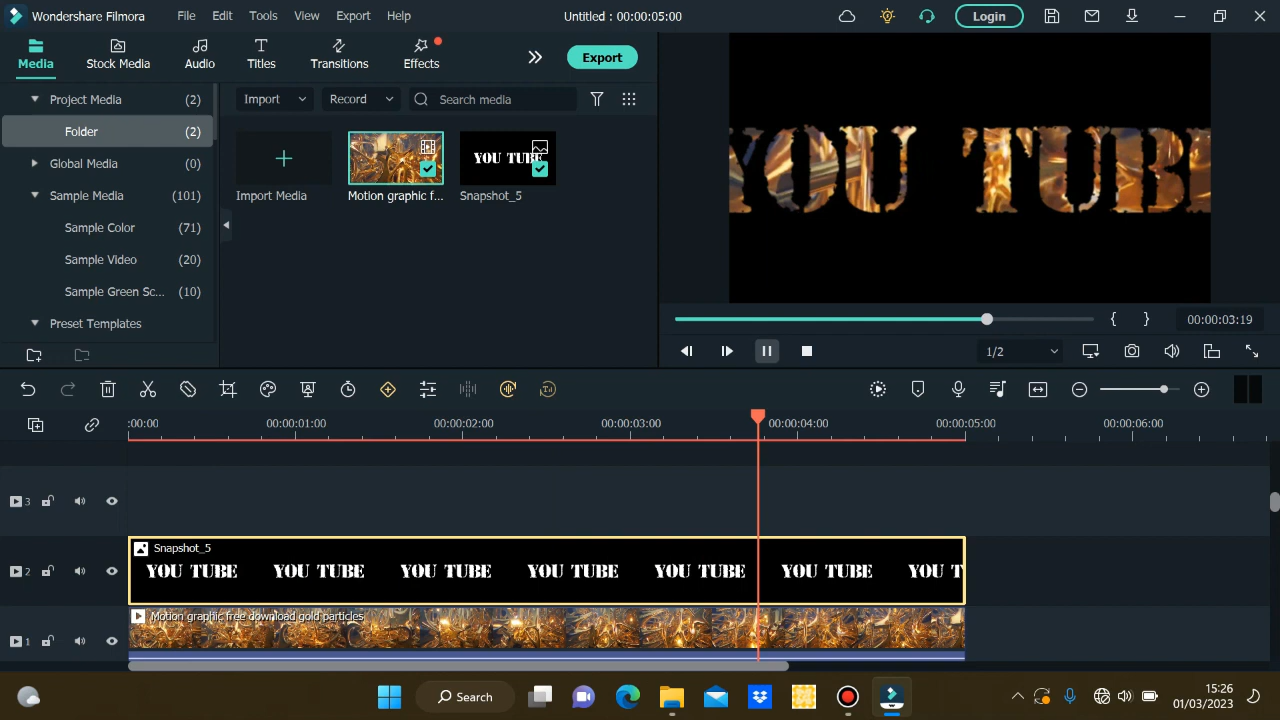 Wondershare Filmora File Edit Tools View Export Help Untitled : 00:00:05:00 Login
Media Stock Media Audio Titles Transitions Effects Export
Project Media (2) Import Record Search media
Folder (2)
Global Media (0)
Sample Media (101)
Sample Color (71)
Sample Video (20)
Sample Green Sc... (10)
Preset Templates
YOU TUBE
Import Media Motion graphic f... Snapshot_5
YOU TUBE
{ } 00:00:03:19
1/2
:00:00 00:00:01:00 00:00:02:00 00:00:03:00 00:00:04:00 00:00:05:00 00:00:06:00
3
Snapshot_5
2 YOU TUBE YOU TUBE YOU TUBE YOU TUBE YOU TUBE YOU TUBE YOU T
Motion graphic free download gold particles
1
Search
15:26
01/03/2023